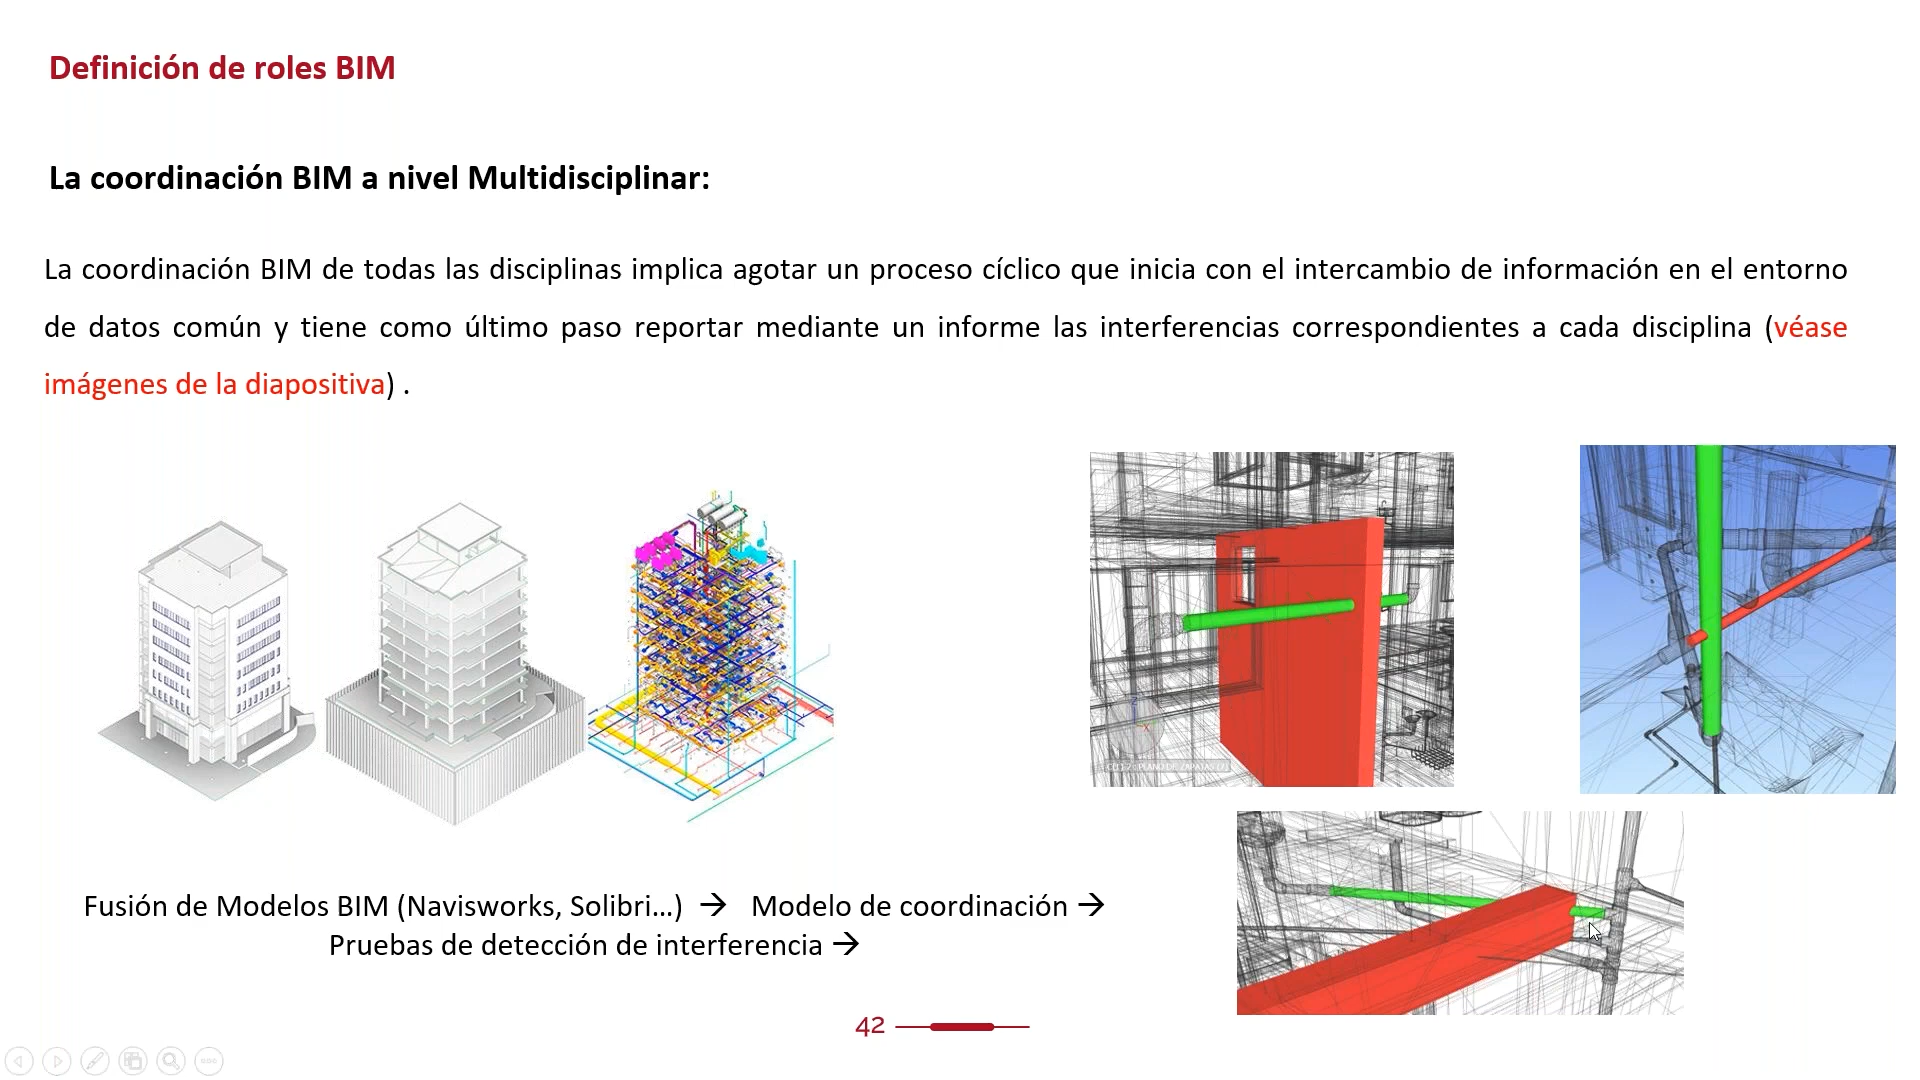 Definición de roles BIM
La coordinación BIM a nivel Multidisciplinar:
La coordinación BIM de todas las disciplinas implica agotar un proceso cíclico que inicia con el intercambio de información en el entorno
de datos común y tiene como último paso reportar mediante un informe las interferencias correspondientes a cada disciplina (véase
imágenes de la diapositiva) .
Fusión de Modelos BIM (Navisworks, Solibri...) → Modelo de coordinación →
Pruebas de detección de interferencia →
42